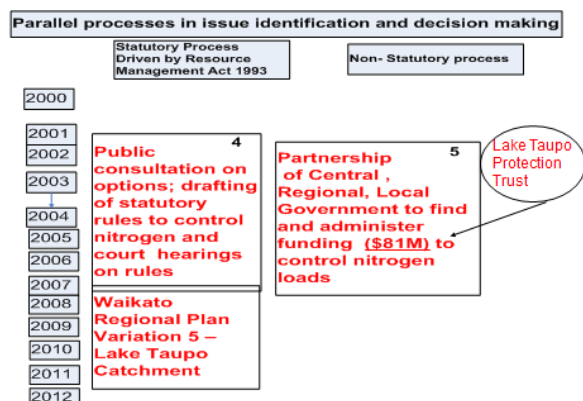 Parallel processes in issue identification and decision making
Statutory Process
Driven by Resource
Management Act 1993
Non- Statutory process
2000
2001
2002
2003
2004
2005
2006
2007
2008
2009
2010
2011
2012
4
Public
consultation on
options; drafting
of statutory
rules to control
nitrogen and
court hearings
on rules
Waikato
Regional Plan
Variation 5 –
Lake Taupo
Catchment
5
Partnership
of Central ,
Regional, Local
Government to find
and administer
funding ($81M) to
control nitrogen
loads
Lake Taupo
Protection
Trust